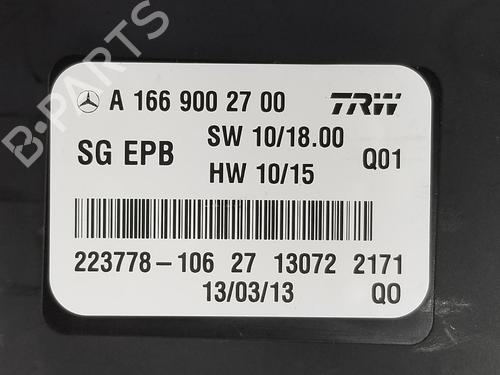 A 166 900 27 00 TRW
SG EPB SW 10/18.00 Q01
HW 10/15
223778-106 27 13072 2171
13/03/13 QO
B-PARTS